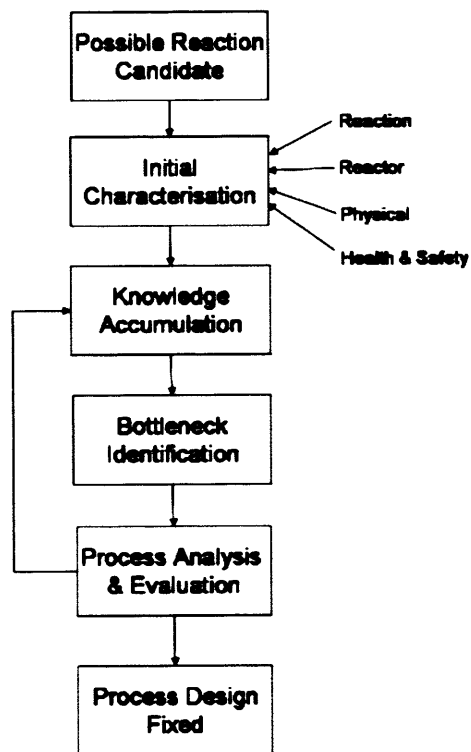 Possible Reaction
Candidate
Initial
Characterisation
Reaction
Reactor
Physical
Health & Safety
Knowledge
Accumulation
Bottleneck
Identification
Process Analysis
& Evaluation
Process Design
Fixed